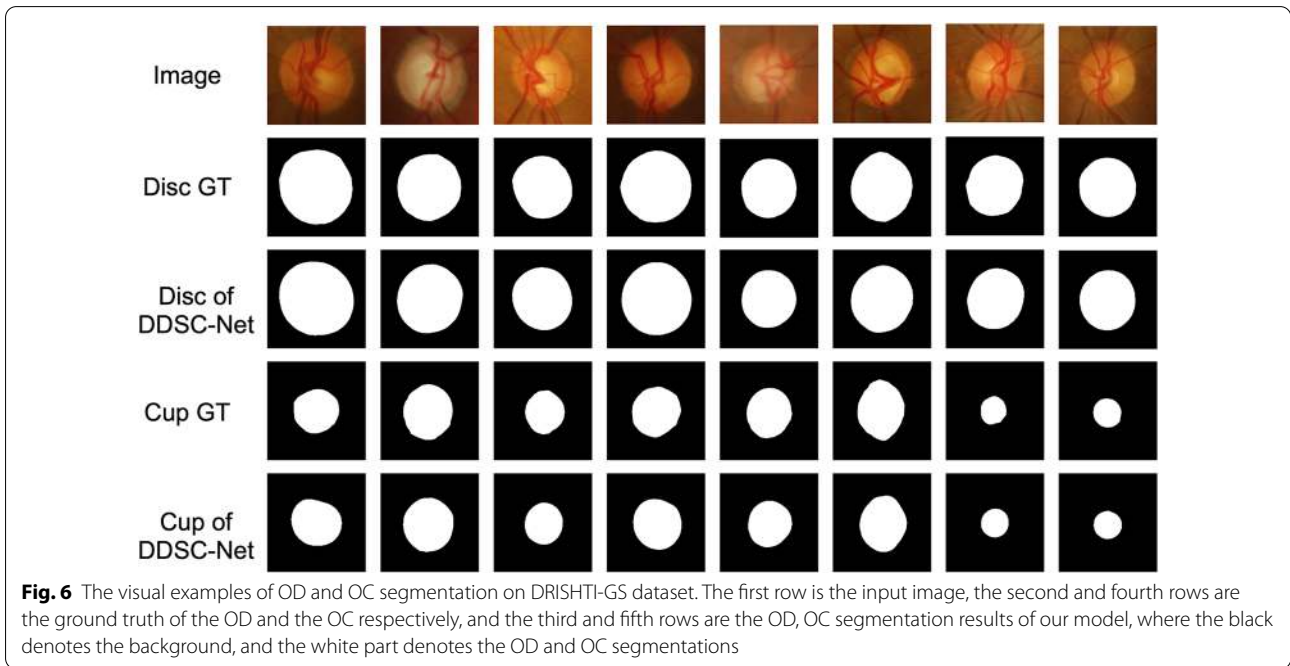 Image
Disc GT
Disc of
DDSC-Net
Cup GT
Cup of
DDSC-Net
Fig. 6 The visual examples of OD and OC segmentation on DRISHTI-GS dataset. The first row is the input image, the second and fourth rows are
the ground truth of the OD and the OC respectively, and the third and fifth rows are the OD, OC segmentation results of our model, where the black
denotes the background, and the white part denotes the OD and OC segmentations